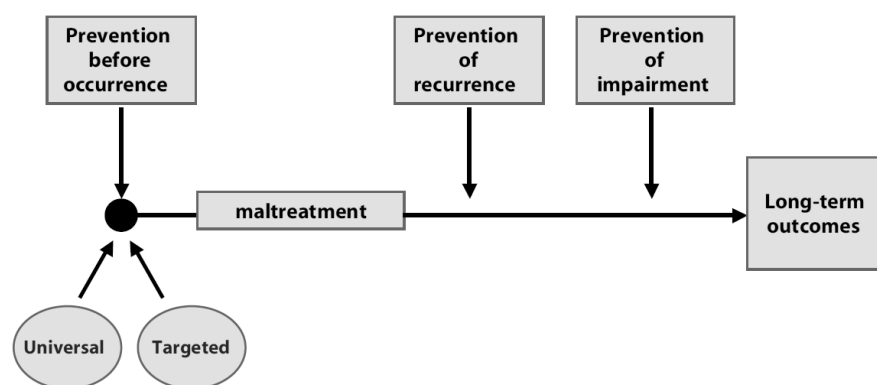 Prevention
before
occurrence
Prevention
of
recurrence
Prevention
of
impairment
maltreatment
Long-term
outcomes
Universal
Targeted